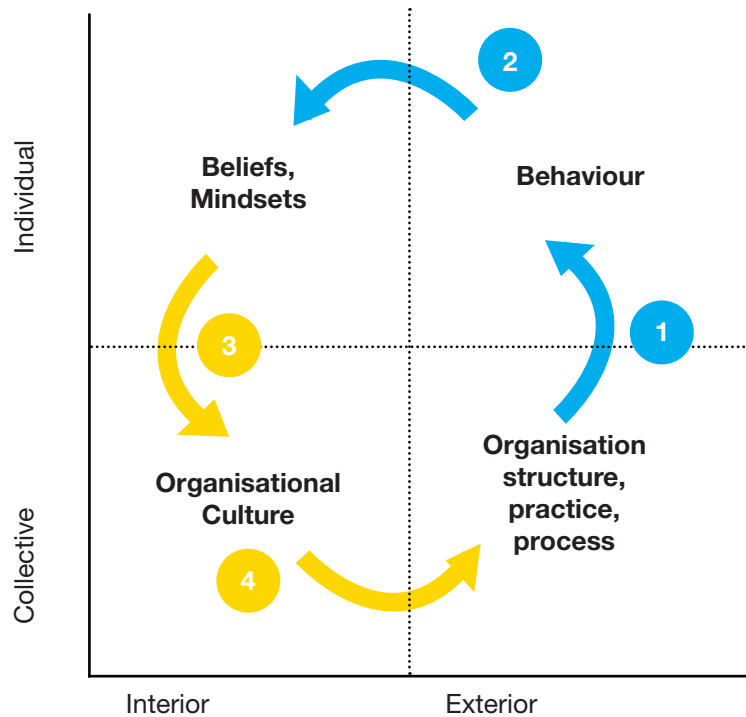 2
Individual
Beliefs,
Mindsets
Behaviour
3
1
Organisational
Culture
Organisation
structure,
practice,
process
4
Collective
Interior
Exterior